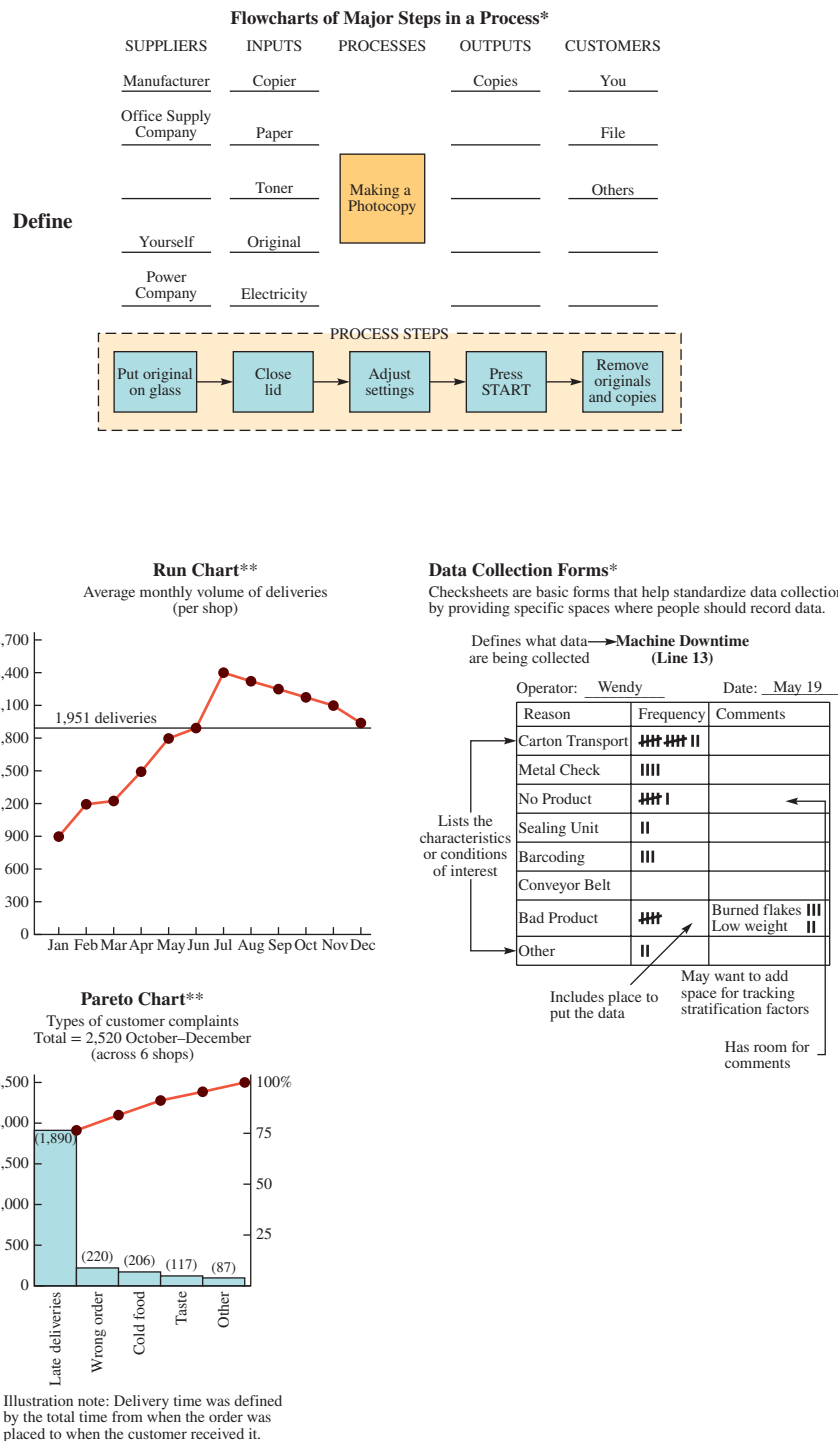 Flowcharts of Major Steps in a Process*
SUPPLIERS INPUTS PROCESSES OUTPUTS CUSTOMERS
Manufacturer Copier Copies You
Office Supply
Company Paper File
Toner Others
Making a
Photocopy
Define
Yourself Original
Power
Company Electricity
PROCESS STEPS
Put original
on glass
Close
lid
Adjust
settings
Press
START
Remove
originals
and copies
Run Chart**
Average monthly volume of deliveries
(per shop)
,700
,400
,100
1,951 deliveries
,800
,500
,200
900
600
300
0
Jan Feb Mar Apr May Jun Jul Aug Sep Oct Nov Dec
Data Collection Forms*
Checksheets are basic forms that help standardize data collection
by providing specific spaces where people should record data.
Defines what data
are being collected
Machine Downtime
(Line 13)
Operator: Wendy Date: May 19
Reason Frequency Comments
Carton Transport
Metal Check
No Product
Sealing Unit
Barcoding
Conveyor Belt
Bad Product
Burned flakes
Low weight
Other
Lists the
characteristics
or conditions
of interest
Includes place to
put the data
May want to add
space for tracking
stratification factors
Has room for
comments
Pareto Chart**
Types of customer complaints
Total = 2,520 October–December
(across 6 shops)
,500
,000
,500
,000
500
0
100%
75
50
25
(1,890)
(220)
(206)
(117)
(87)
Late deliveries
Wrong order
Cold food
Taste
Other
Illustration note: Delivery time was defined
by the total time from when the order was
placed to when the customer received it.